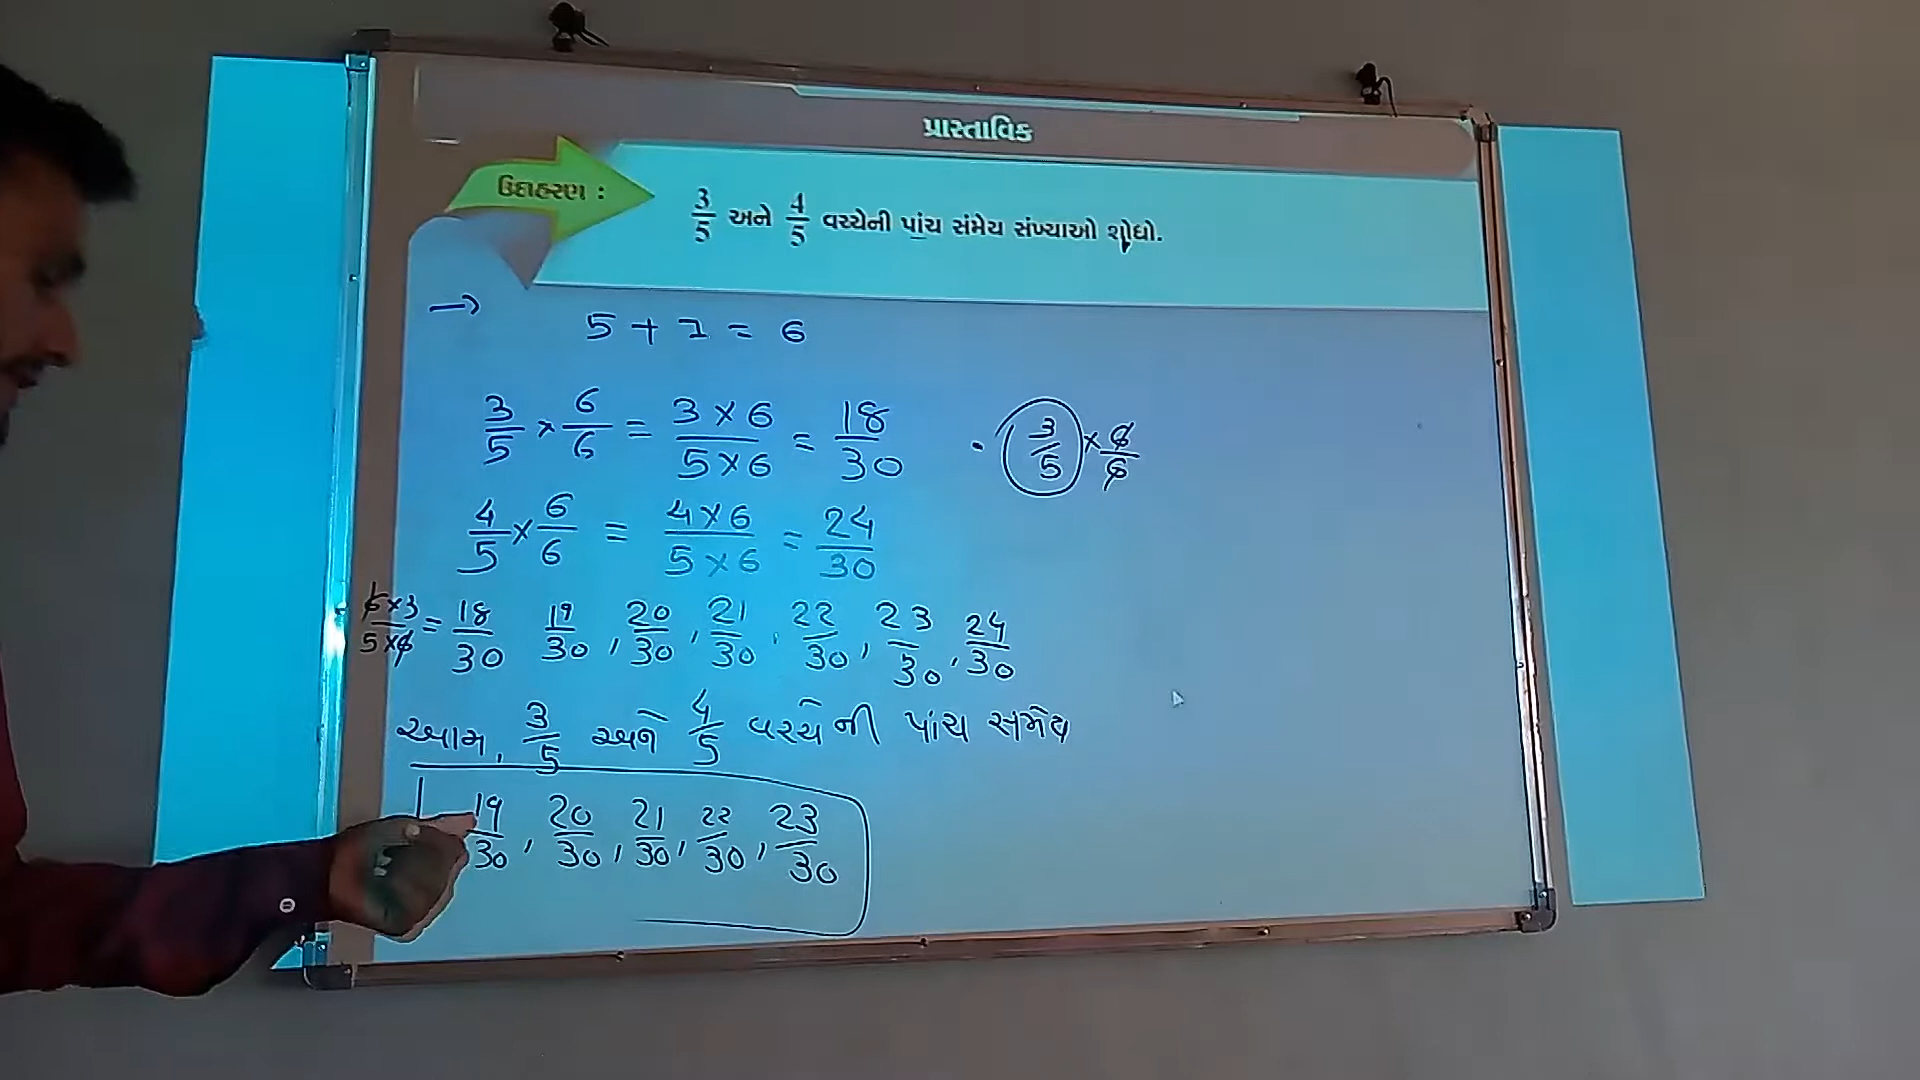 પ્રાસ્તાવિક
ઉદાહરણ :
3/5 અને 4/5 વચ્ચેની પાંચ સંમેય સંખ્યાઓ શોધો.
→ 5 + 1 = 6
3/5 × 6/6 = 3 × 6 / 5 × 6 = 18/30 · 3/5 × 6/6
4/5 × 6/6 = 4 × 6 / 5 × 6 = 24/30
6 × 3 / 5 × 6 = 18/30 19/30 , 20/30 , 21/30 , 22/30 , 23/30 , 24/30
આમ, 3/5 અને 4/5 વચ્ચેની પાંચ સંમેય
19/30 , 20/30 , 21/30 , 22/30 , 23/30